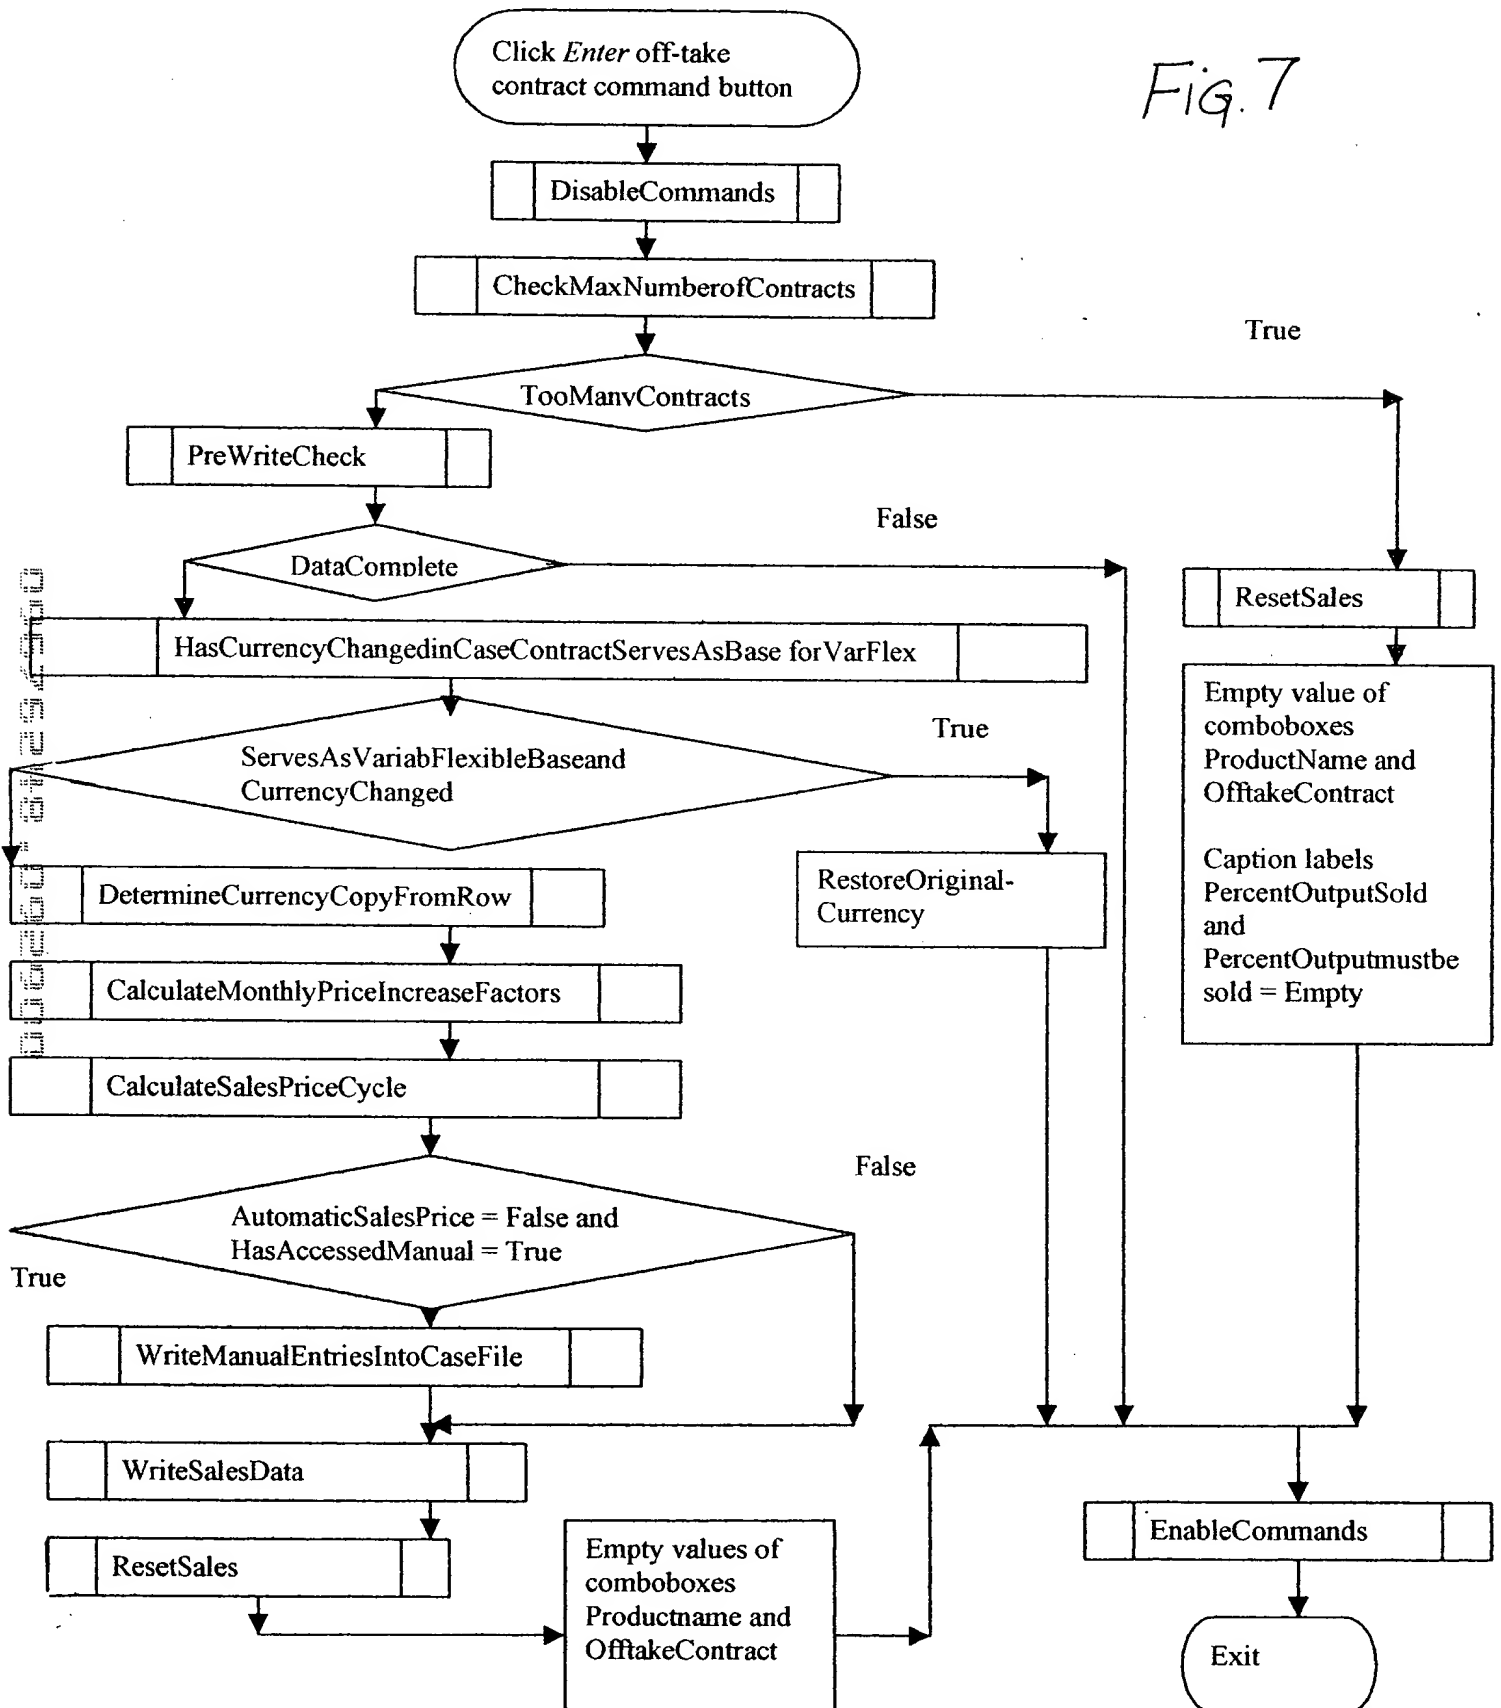 Click Enter off-take
contract command button
Fig. 7
DisableCommands
CheckMaxNumberofContracts
True
TooManyContracts
PreWriteCheck
False
DataComplete
ResetSales
HasCurrencyChangedinCaseContractServesAsBase forVarFlex
Empty value of
comboboxes
ProductName and
OfftakeContract
True
ServesAsVariabFlexibleBaseand
CurrencyChanged
Caption labels
PercentOutputSold
and
PercentOutputmustbe
sold = Empty
RestoreOriginal-
Currency
DetermineCurrencyCopyFromRow
CalculateMonthlyPriceIncreaseFactors
CalculateSalesPriceCycle
False
AutomaticSalesPrice = False and
HasAccessedManual = True
True
WriteManualEntriesIntoCaseFile
WriteSalesData
ResetSales
Empty values of
comboboxes
Productname and
OfftakeContract
EnableCommands
Exit